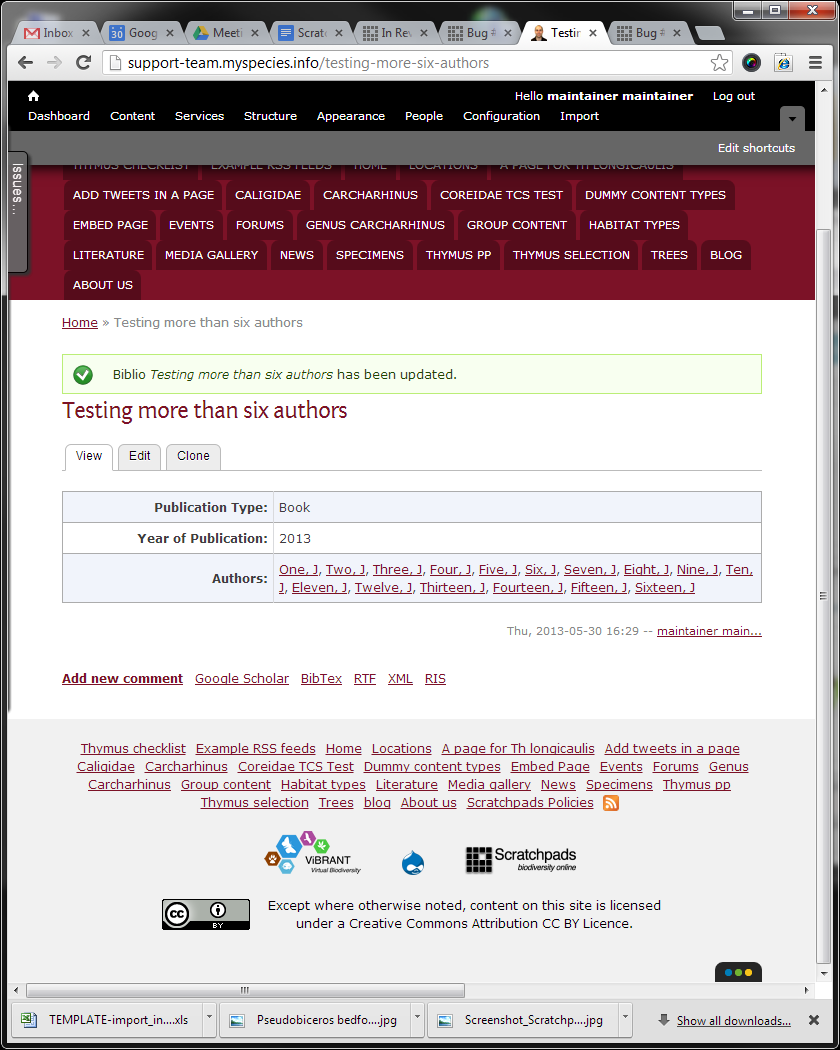 Inbox
Goog
Meeti
Scrat
In Rev
Bug #
Testin
Bug #
support-team.myspecies.info/testing-more-six-authors
Hello maintainer maintainer Log out
Dashboard Content Services Structure Appearance People Configuration Import
Edit shortcuts
Issues...
THYMUS CHECKLIST EXAMPLE RSS FEEDS HOME LOCATIONS A PAGE FOR TH LONGICAULIS
ADD TWEETS IN A PAGE CALIGIDAE CARCHARHINUS COREIDAE TCS TEST DUMMY CONTENT TYPES
EMBED PAGE EVENTS FORUMS GENUS CARCHARHINUS GROUP CONTENT HABITAT TYPES
LITERATURE MEDIA GALLERY NEWS SPECIMENS THYMUS PP THYMUS SELECTION TREES BLOG
ABOUT US
Home » Testing more than six authors
Biblio Testing more than six authors has been updated.
Testing more than six authors
View Edit Clone
Publication Type: Book
Year of Publication: 2013
Authors: One, J, Two, J, Three, J, Four, J, Five, J, Six, J, Seven, J, Eight, J, Nine, J, Ten,
J, Eleven, J, Twelve, J, Thirteen, J, Fourteen, J, Fifteen, J, Sixteen, J
Thu, 2013-05-30 16:29 -- maintainer main...
Add new comment Google Scholar BibTex RTF XML RIS
Thymus checklist Example RSS feeds Home Locations A page for Th longicaulis Add tweets in a page
Caligidae Carcharhinus Coreidae TCS Test Dummy content types Embed Page Events Forums Genus
Carcharhinus Group content Habitat types Literature Media gallery News Specimens Thymus pp
Thymus selection Trees blog About us Scratchpads Policies
ViBRANT
Virtual Biodiversity
Scratchpads
biodiversity online
cc BY
Except where otherwise noted, content on this site is licensed
under a Creative Commons Attribution CC BY Licence.
TEMPLATE-import_in....xls
Pseudobiceros bedfo....jpg
Screenshot_Scratchp....jpg
Show all downloads...